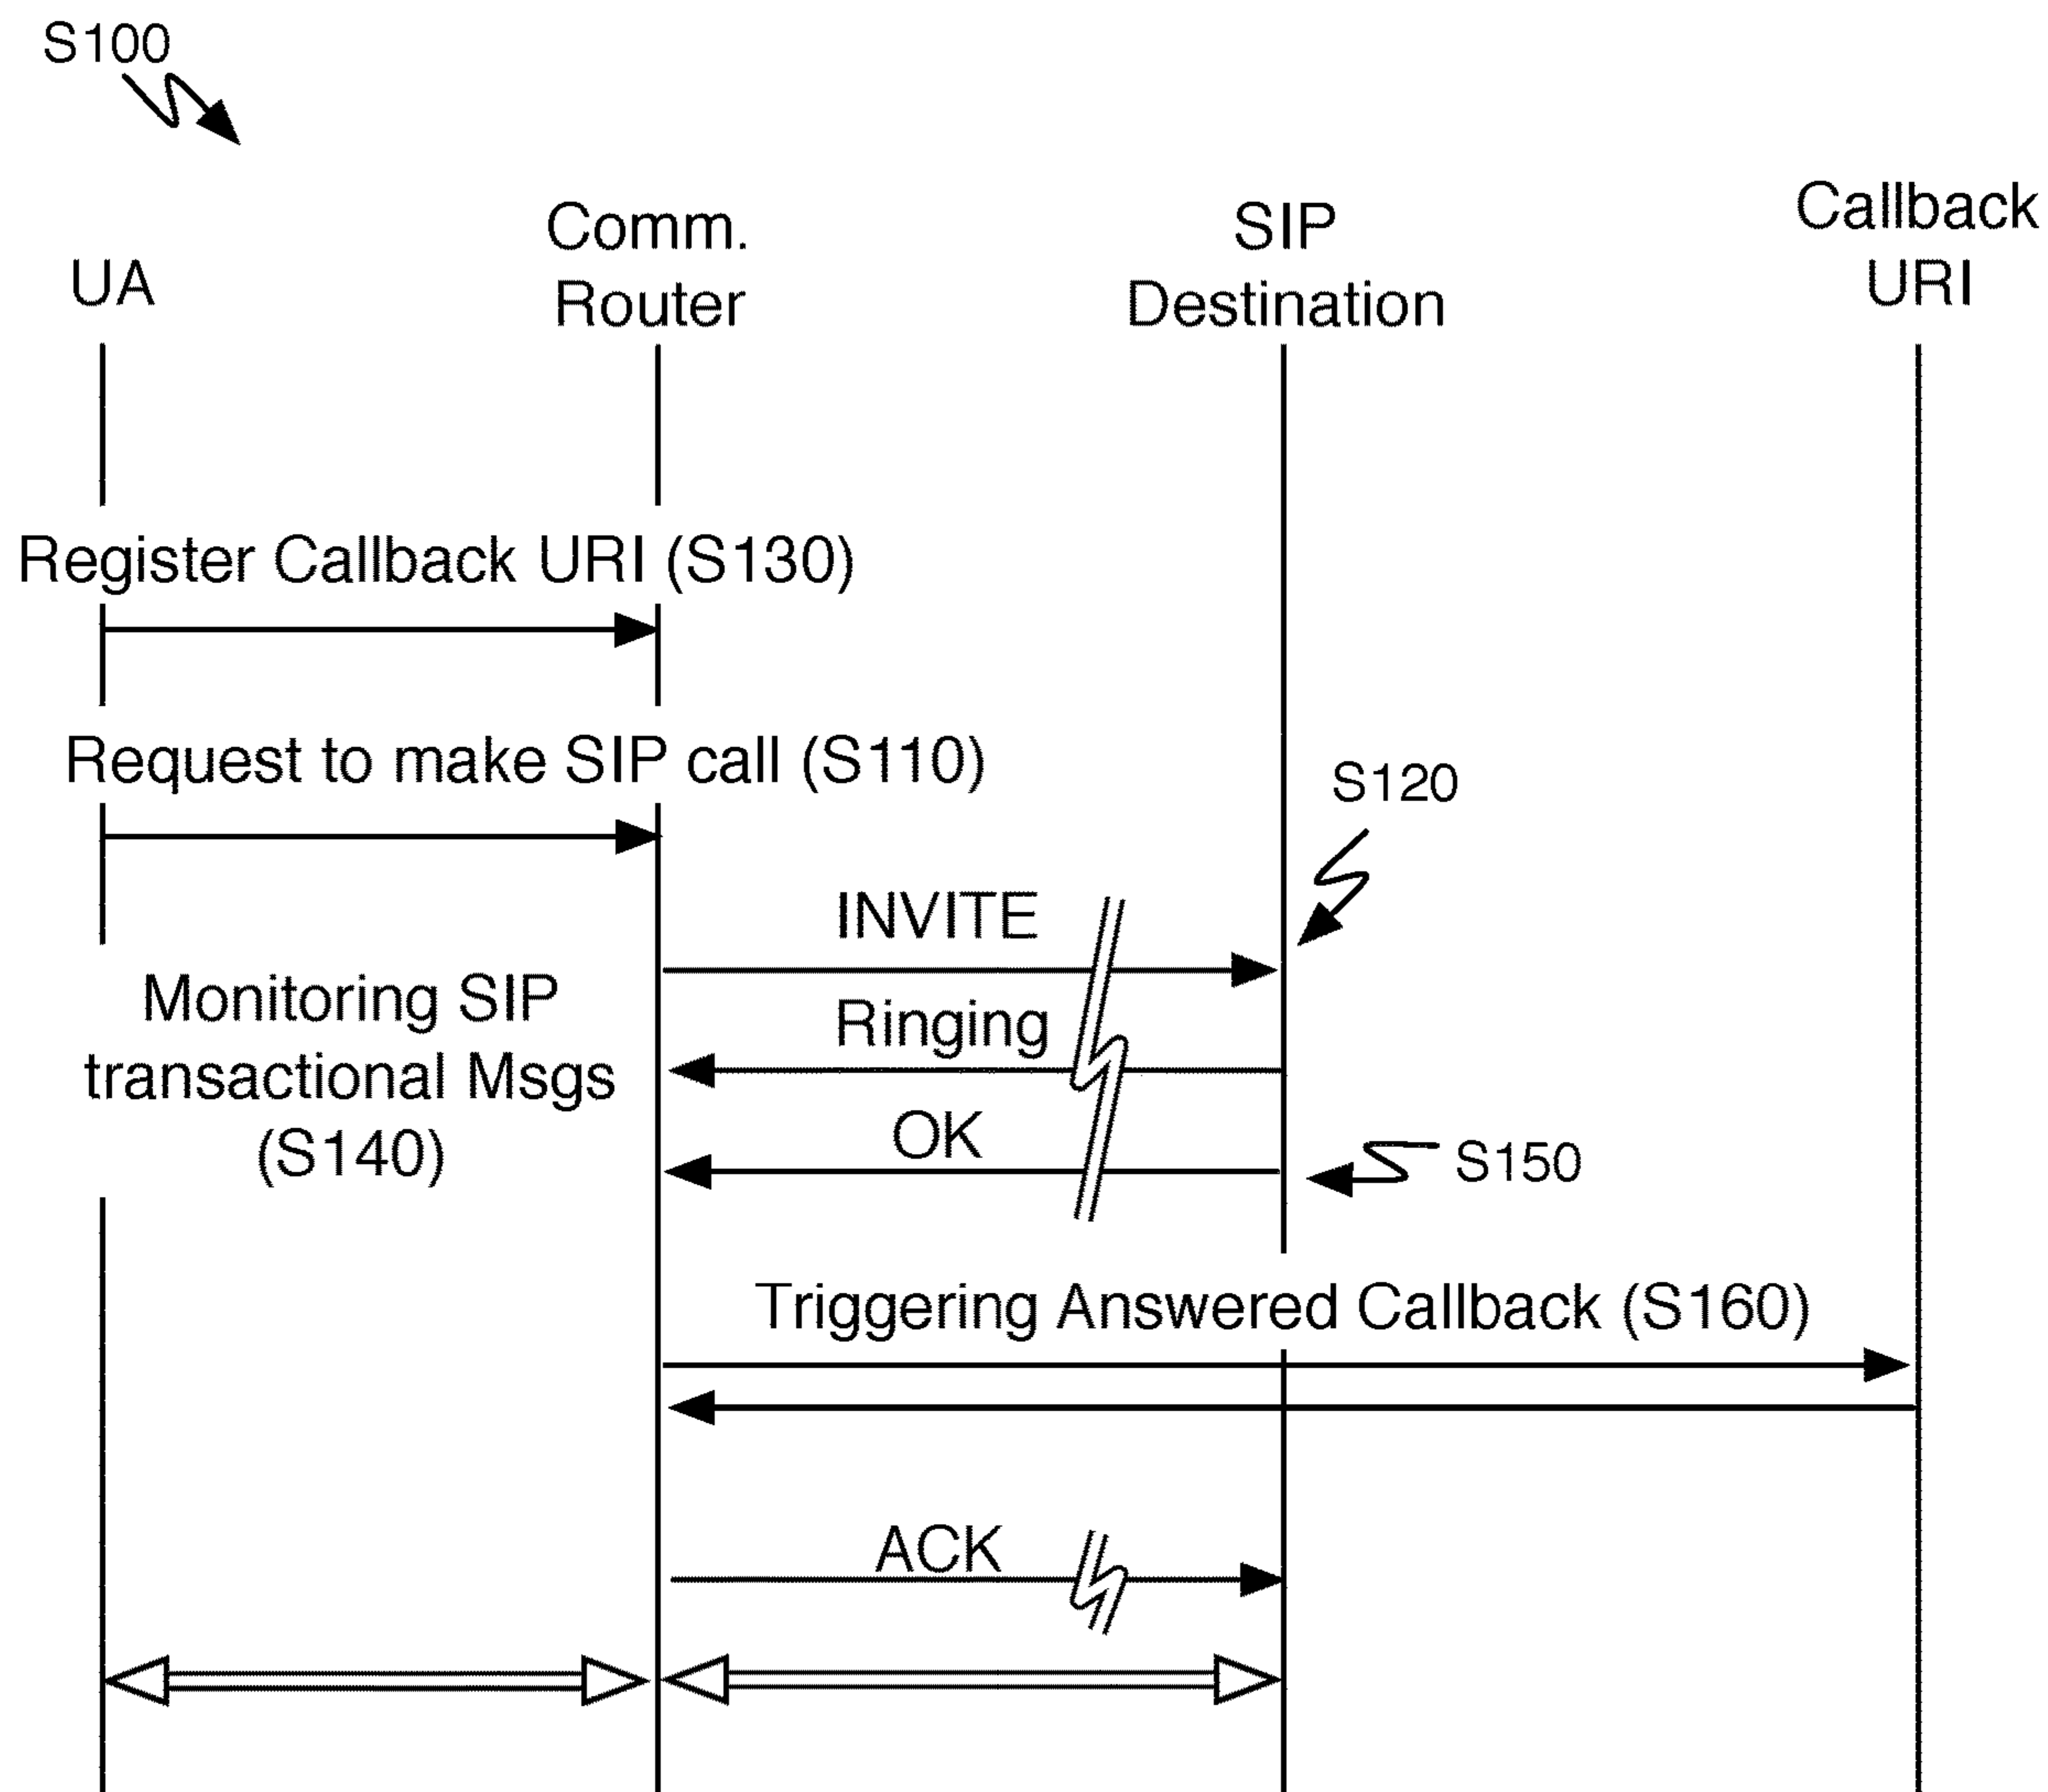 S100
UA
Comm.
Router
SIP
Destination
Callback
URI
Register Callback URI (S130)
Request to make SIP call (S110)
S120
INVITE
Monitoring SIP
transactional Msgs
(S140)
Ringing
OK
S150
Triggering Answered Callback (S160)
ACK